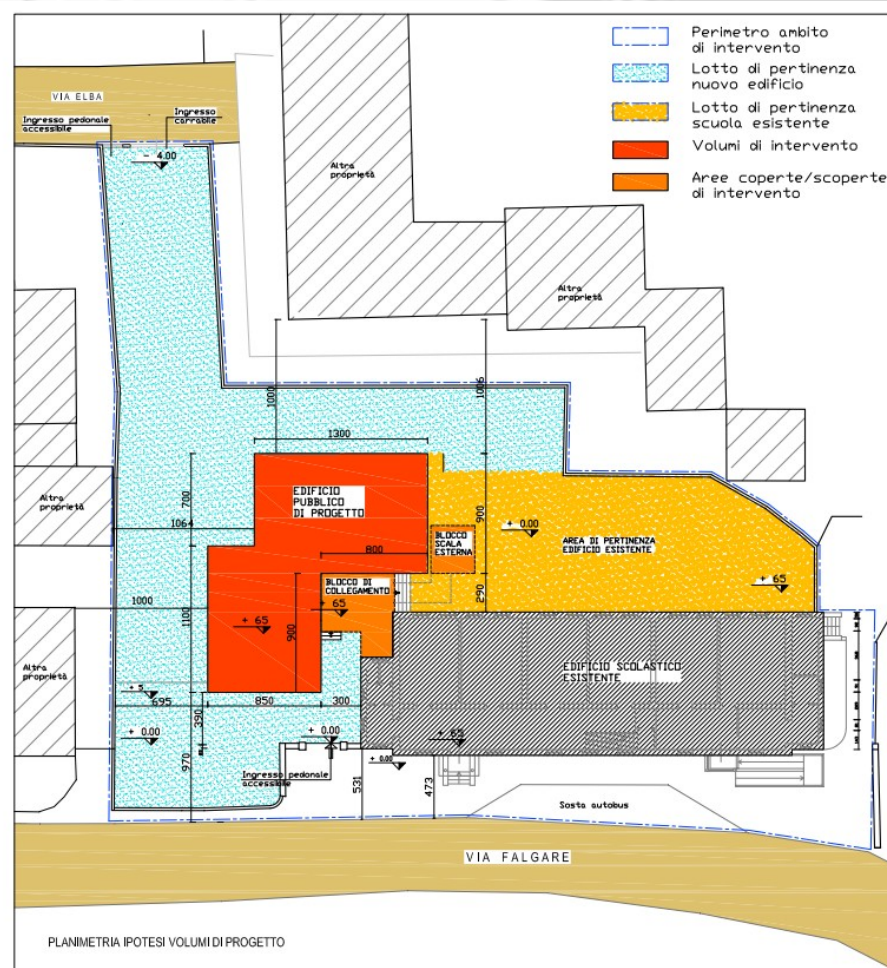 VIA ELBA
Ingresso pedonale
accessibile
Ingresso
carrabile
- 4.00
Perimetro ambito
di intervento
Lotto di pertinenza
nuovo edificio
Lotto di pertinenza
scuola esistente
Volumi di intervento
Aree coperte/scoperte
di intervento
Altra
proprietà
Altra
proprietà
1000
1006
1300
700
EDIFICIO
PUBBLICO
DI PROGETTO
Altra
proprietà
1064
900
+ 0.00
BLOCCO
SCALA
ESTERNA
AREA DI PERTINENZA
EDIFICIO ESISTENTE
800
BLOCCO DI
COLLEGAMENTO
290
+ 65
1000
1100
+ 65
+ 65
900
Altra
proprietà
EDIFICIO SCOLASTICO
ESISTENTE
695
850
300
390
+ 0.00
+ 0.00
+ 65
970
Ingresso pedonale
accessibile
+ 0.00
531
473
Sosta autobus
VIA FALGARE
PLANIMETRIA IPOTESI VOLUMI DI PROGETTO